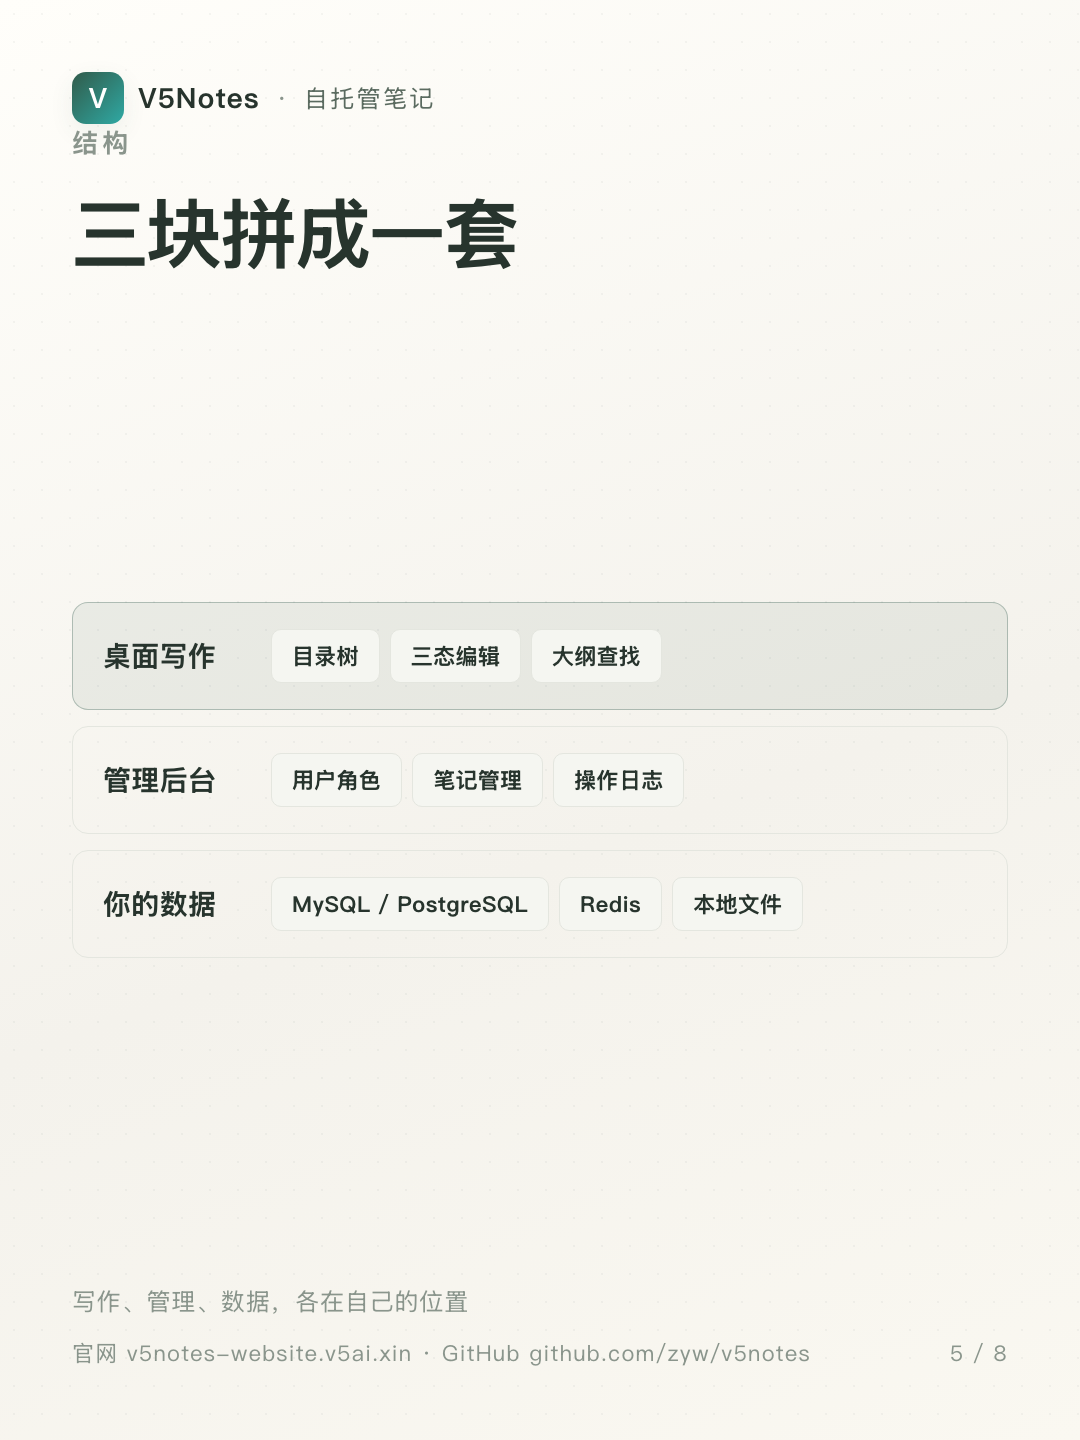 V V5Notes · 自托管笔记
结构
三块拼成一套
桌面写作 目录树 三态编辑 大纲查找
管理后台 用户角色 笔记管理 操作日志
你的数据 MySQL / PostgreSQL Redis 本地文件
写作、管理、数据，各在自己的位置
官网 v5notes-website.v5ai.xin · GitHub github.com/zyw/v5notes 5 / 8